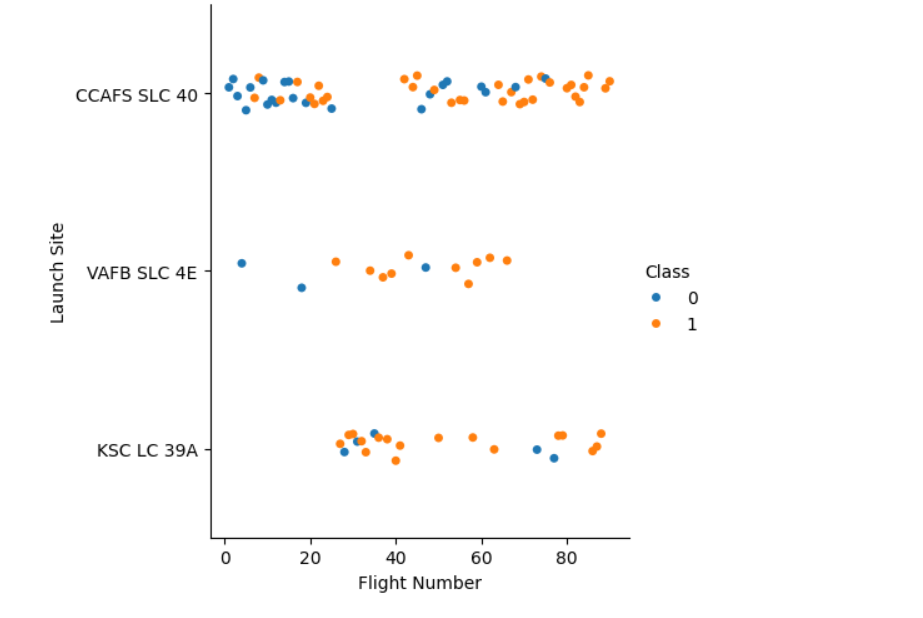 CCAFS SLC 40
VAFB SLC 4E
KSC LC 39A
Launch Site
0 20 40 60 80
Flight Number
Class
0
1